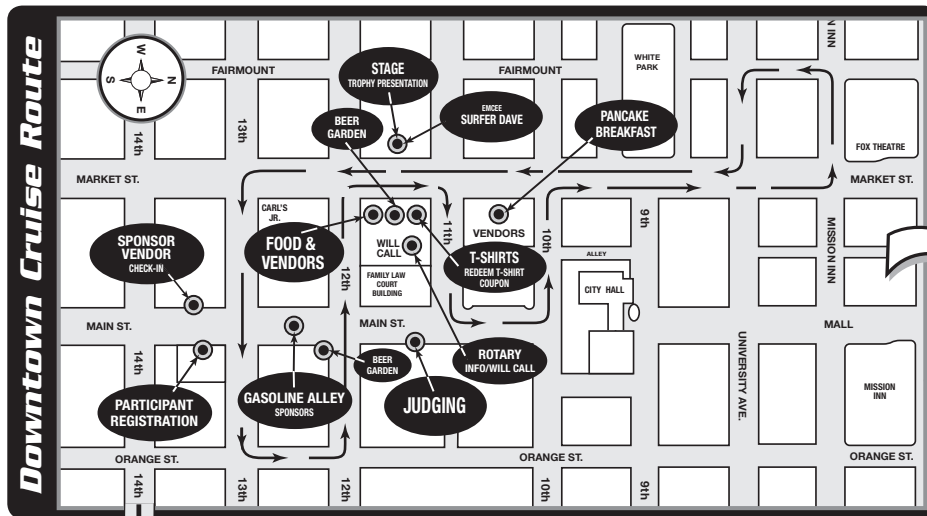 Downtown Cruise Route
W
N
S
E
FAIRMOUNT
FAIRMOUNT
STAGE
TROPHY PRESENTATION
EMCEE
SURFER DAVE
BEER
GARDEN
PANCAKE
BREAKFAST
WHITE
PARK
N INN
FOX THEATRE
14th
13th
MARKET ST.
MARKET ST.
CARL'S
JR.
SPONSOR
VENDOR
CHECK-IN
FOOD &
VENDORS
12th
WILL
CALL
FAMILY LAW
COURT
BUILDING
11th
T-SHIRTS
REDEEM T-SHIRT
COUPON
VENDORS
10th
9th
ALLEY
CITY HALL
MISSION INN
MAIN ST.
MAIN ST.
MALL
14th
PARTICIPANT
REGISTRATION
GASOLINE ALLEY
SPONSORS
BEER
GARDEN
JUDGING
ROTARY
INFO/WILL CALL
UNIVERSITY AVE.
MISSION
INN
ORANGE ST.
ORANGE ST.
ORANGE ST.
14th
13th
12th
10th
9th